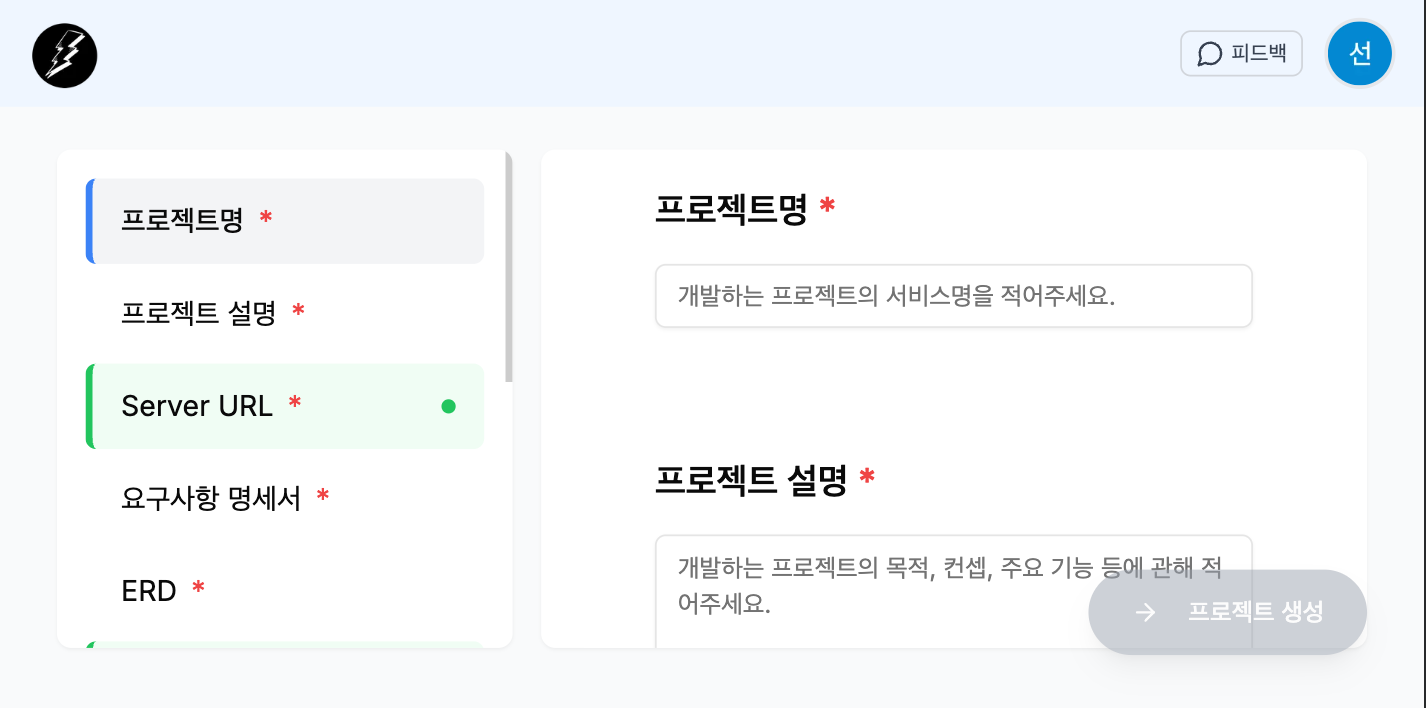 피드백
선
프로젝트명 *
프로젝트 설명 *
Server URL *
요구사항 명세서 *
ERD *
프로젝트명 *
개발하는 프로젝트의 서비스명을 적어주세요.
프로젝트 설명 *
개발하는 프로젝트의 목적, 컨셉, 주요 기능 등에 관해 적
어주세요.
프로젝트 생성